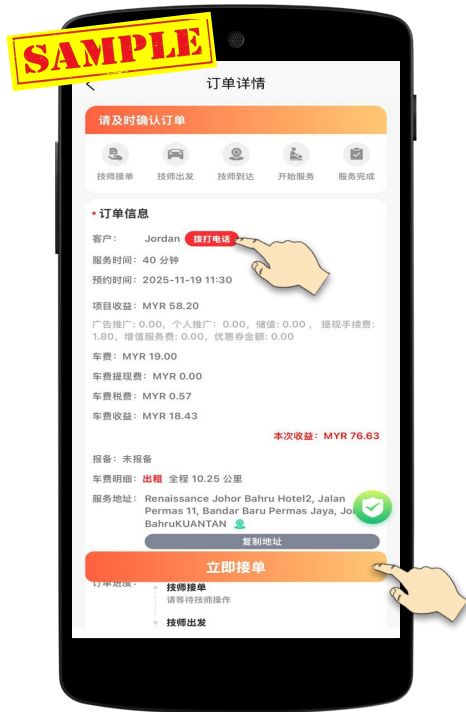 SAMPLE
订单详情
请及时确认订单
技师接单 技师出发 技师到达 开始服务 服务完成
• 订单信息
客户： Jordan 拨打电话
服务时间：40 分钟
预约时间：2025-11-19 11:30
项目收益：MYR 58.20
广告推广：0.00，个人推广：0.00，储值：0.00 ，提现手续费：
1.80，增值服务费：0.00，优惠券金额：0.00
车费：MYR 19.00
车费提现费：MYR 0.00
车费税费：MYR 0.57
车费收益：MYR 18.43
本次收益：MYR 76.63
报备：未报备
车费明细：出租 全程 10.25 公里
服务地址：Renaissance Johor Bahru Hotel2, Jalan
Permas 11, Bandar Baru Permas Jaya,
BahruKUANTAN
复制地址
立即接单
订单进度：
技师接单
请等待技师操作
技师出发